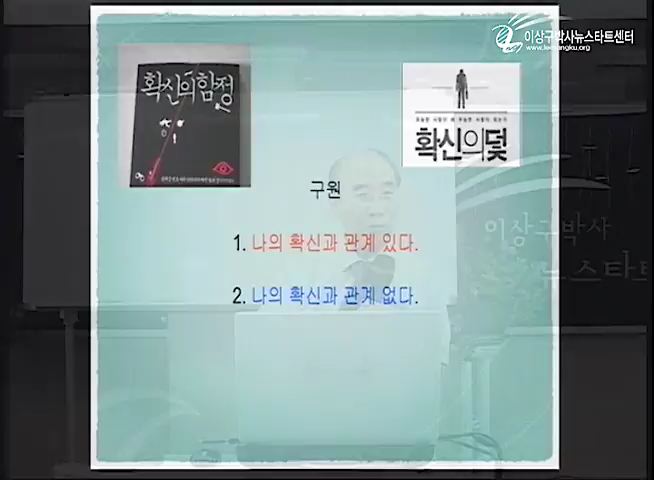 이상구박사뉴스타트센터
www.leesangku.org
확신의함정
확신의덫
구원
1. 나의 확신과 관계 있다.
2. 나의 확신과 관계 없다.
이상구박사
뉴스타트